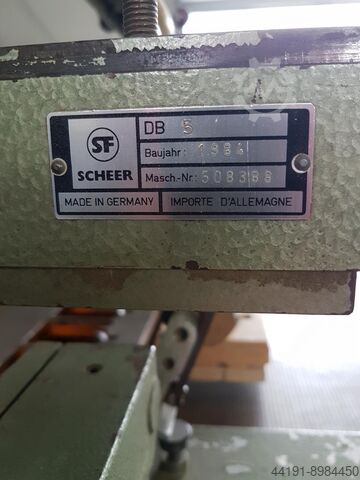 SF
SCHEER
DB 5
Baujahr: 1984
Masch.-Nr: 508388
MADE IN GERMANY
IMPORTE D'ALLEMAGNE
44191-8984450